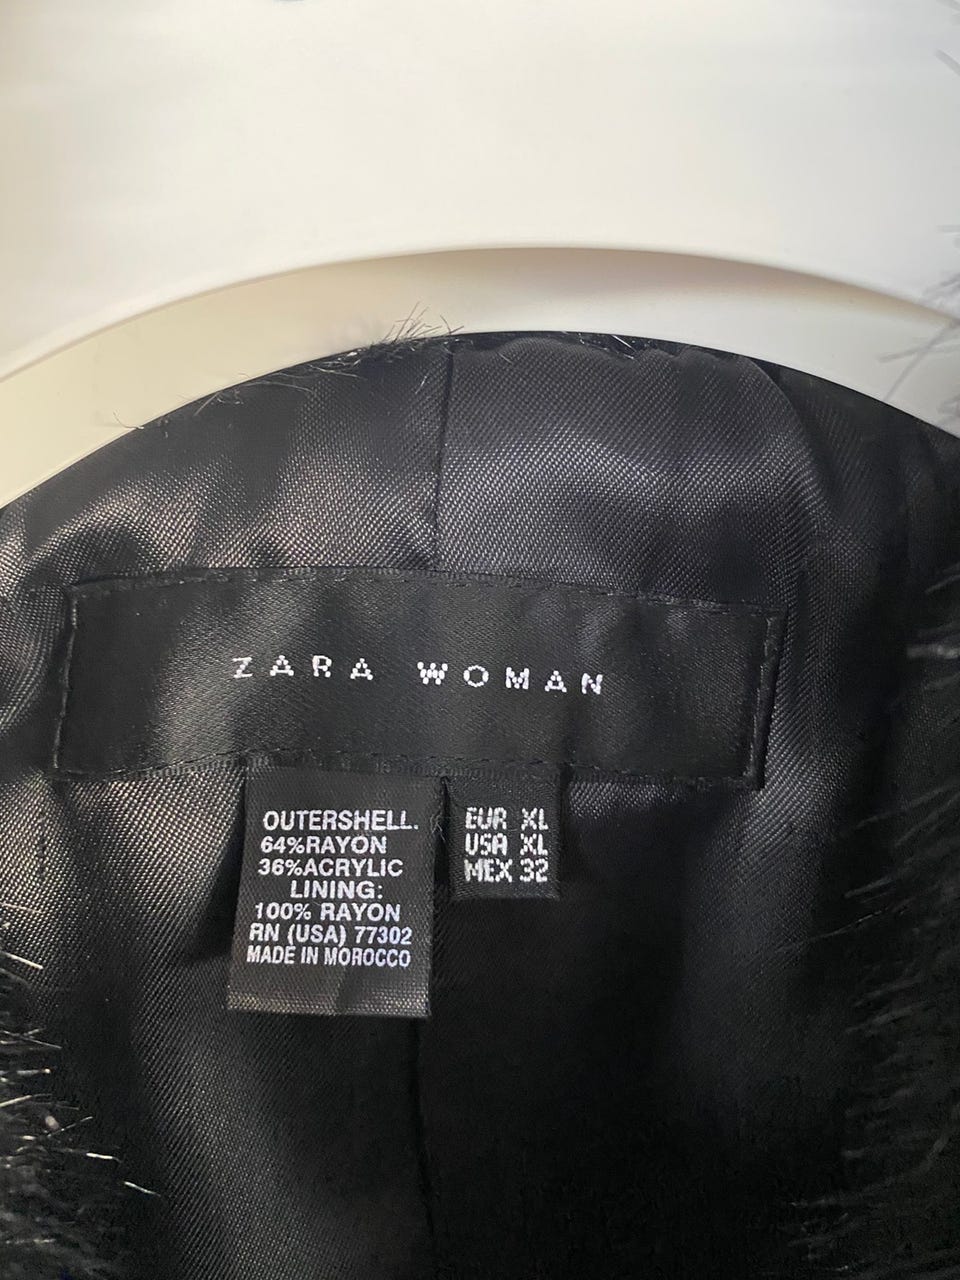 ZARA WOMAN
OUTERSHELL.
64%RAYON
36%ACRYLIC
LINING:
100% RAYON
RN (USA) 77302
MADE IN MOROCCO
EUR XL
USA XL
MEX 32